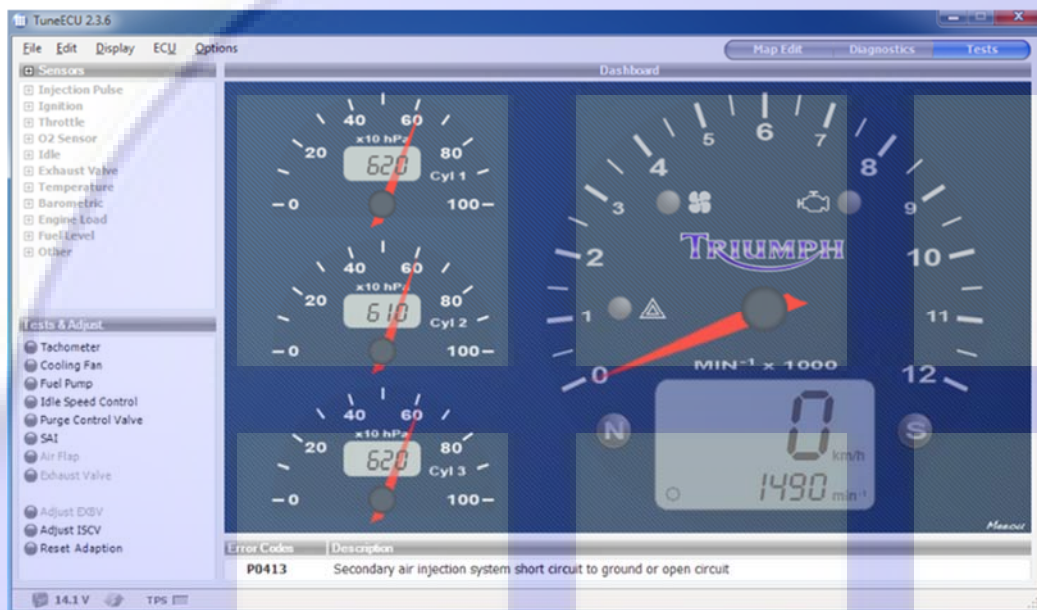 TuneECU 2.3.6
File Edit Display ECU Options
Map Edit Diagnostics Tests
Sensors
Injection Pulse
Ignition
Throttle
O2 Sensor
Idle
Exhaust Valve
Temperature
Barometric
Engine Load
Fuel Level
Other
Tests & Adjust
Tachometer
Cooling Fan
Fuel Pump
Idle Speed Control
Purge Control Valve
SAI
Air Flap
Exhaust Valve
Adjust EXBV
Adjust ISCV
Reset Adaption
Dashboard
0 20 40 60 80 100
x10 hPa
620
Cyl 1
0 20 40 60 80 100
x10 hPa
610
Cyl 2
0 20 40 60 80 100
x10 hPa
620
Cyl 3
0 1 2 3 4 5 6 7 8 9 10 11 12
TRIUMPH
MIN⁻¹ x 1000
N
S
0 km/h
1490 min⁻¹
Error Codes Description
P0413 Secondary air injection system short circuit to ground or open circuit
14.1 V TPS